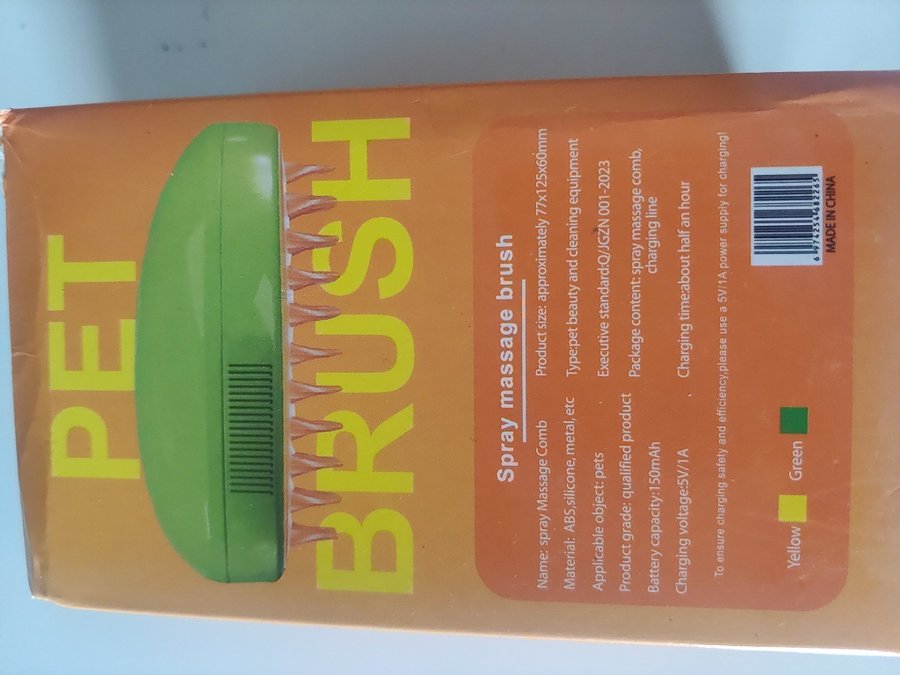 PET
BRUSH
Spray massage brush
Name: spray Massage Comb
Material: ABS,silicone, metal, etc
Applicable object: pets
Product grade: qualified product
Battery capacity:150mAh
Charging voltage:5V/1A
Product size: approximately 77x125x60mm
Type:pet beauty and cleaning equipment
Executive standard:Q/JGZN 001-2023
Package content: spray massage comb,
charging line
Charging time:about half an hour
To ensure charging safety and efficiency,please use a 5V/1A power supply for charging!
Yellow Green
6 974254 682265
MADE IN CHINA